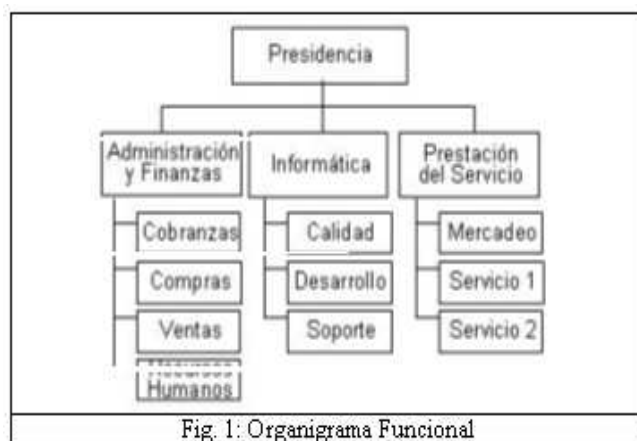 Presidencia
Administración
y Finanzas
Informática
Prestación
del Servicio
Cobranzas
Calidad
Mercadeo
Compras
Desarrollo
Servicio 1
Ventas
Soporte
Servicio 2
Humanos
Fig. 1: Organigrama Funcional